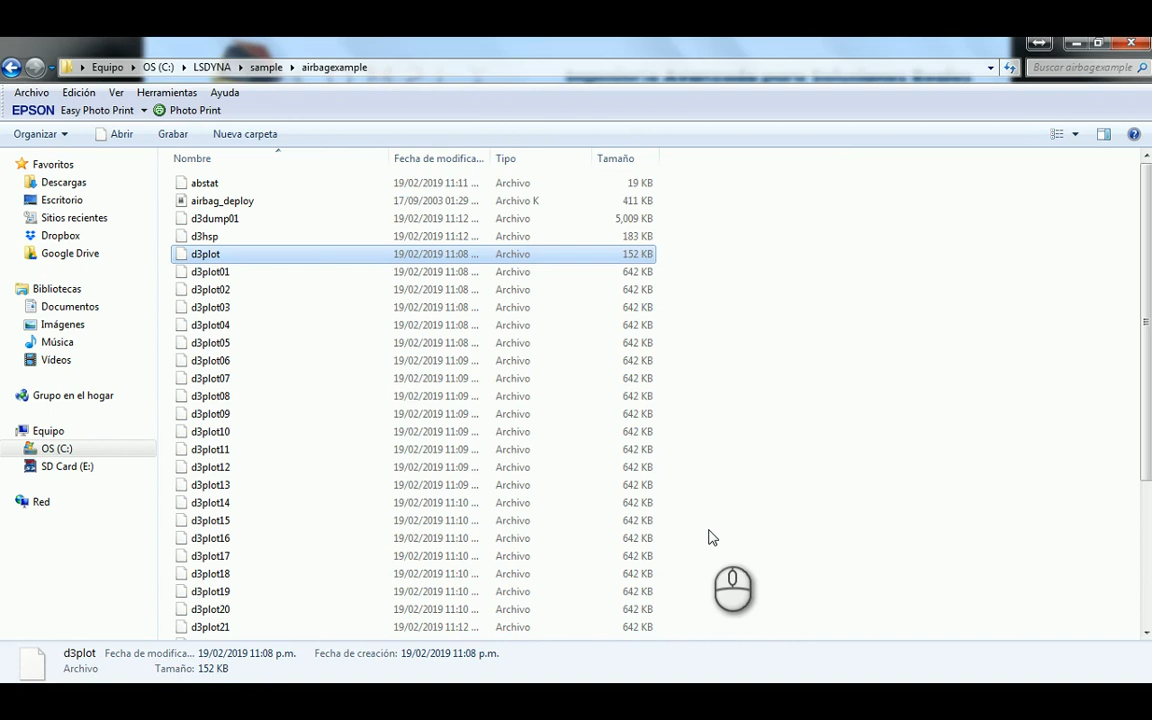 Equipo OS (C:) LSDYNA sample airbagexample Buscar airbagexample
Archivo Edición Ver Herramientas Ayuda
EPSON Easy Photo Print Photo Print
Organizar Abrir Grabar Nueva carpeta
Favoritos
Descargas
Escritorio
Sitios recientes
Dropbox
Google Drive
Bibliotecas
Documentos
Imágenes
Música
Vídeos
Grupo en el hogar
Equipo
OS (C:)
SD Card (E:)
Red
Nombre Fecha de modifica... Tipo Tamaño
abstat 19/02/2019 11:11 ... Archivo 19 KB
airbag_deploy 17/09/2003 01:29 ... Archivo K 411 KB
d3dump01 19/02/2019 11:12 ... Archivo 5,009 KB
d3hsp 19/02/2019 11:12 ... Archivo 183 KB
d3plot 19/02/2019 11:08 ... Archivo 152 KB
d3plot01 19/02/2019 11:08 ... Archivo 642 KB
d3plot02 19/02/2019 11:08 ... Archivo 642 KB
d3plot03 19/02/2019 11:08 ... Archivo 642 KB
d3plot04 19/02/2019 11:08 ... Archivo 642 KB
d3plot05 19/02/2019 11:08 ... Archivo 642 KB
d3plot06 19/02/2019 11:09 ... Archivo 642 KB
d3plot07 19/02/2019 11:09 ... Archivo 642 KB
d3plot08 19/02/2019 11:09 ... Archivo 642 KB
d3plot09 19/02/2019 11:09 ... Archivo 642 KB
d3plot10 19/02/2019 11:09 ... Archivo 642 KB
d3plot11 19/02/2019 11:09 ... Archivo 642 KB
d3plot12 19/02/2019 11:09 ... Archivo 642 KB
d3plot13 19/02/2019 11:09 ... Archivo 642 KB
d3plot14 19/02/2019 11:10 ... Archivo 642 KB
d3plot15 19/02/2019 11:10 ... Archivo 642 KB
d3plot16 19/02/2019 11:10 ... Archivo 642 KB
d3plot17 19/02/2019 11:10 ... Archivo 642 KB
d3plot18 19/02/2019 11:10 ... Archivo 642 KB
d3plot19 19/02/2019 11:10 ... Archivo 642 KB
d3plot20 19/02/2019 11:10 ... Archivo 642 KB
d3plot21 19/02/2019 11:12 ... Archivo 642 KB
d3plot Fecha de modifica... 19/02/2019 11:08 p.m. Fecha de creación: 19/02/2019 11:08 p.m.
Archivo Tamaño: 152 KB